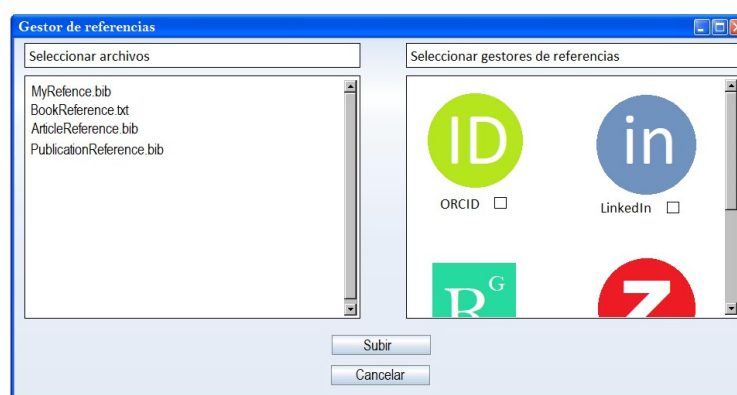 Gestor de referencias
Seleccionar archivos
MyRefence.bib
BookReference.txt
ArticleReference.bib
PublicationReference.bib
Seleccionar gestores de referencias
ID
in
ORCID
LinkedIn
RG
Z
Subir
Cancelar